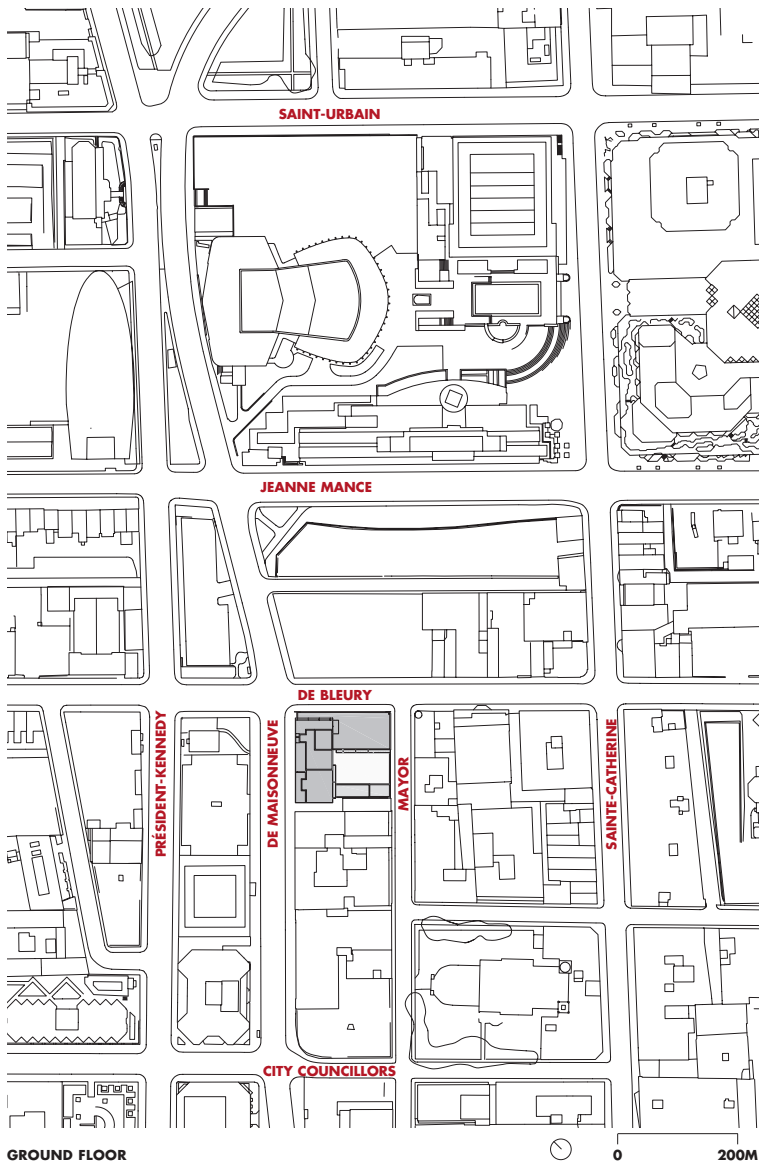 SAINT-URBAIN
JEANNE MANCE
DE BLEURY
PRÉSIDENT-KENNEDY
DE MAISONNEUVE
MAYOR
SAINTE-CATHERINE
CITY COUNCILLORS
GROUND FLOOR
0 200M